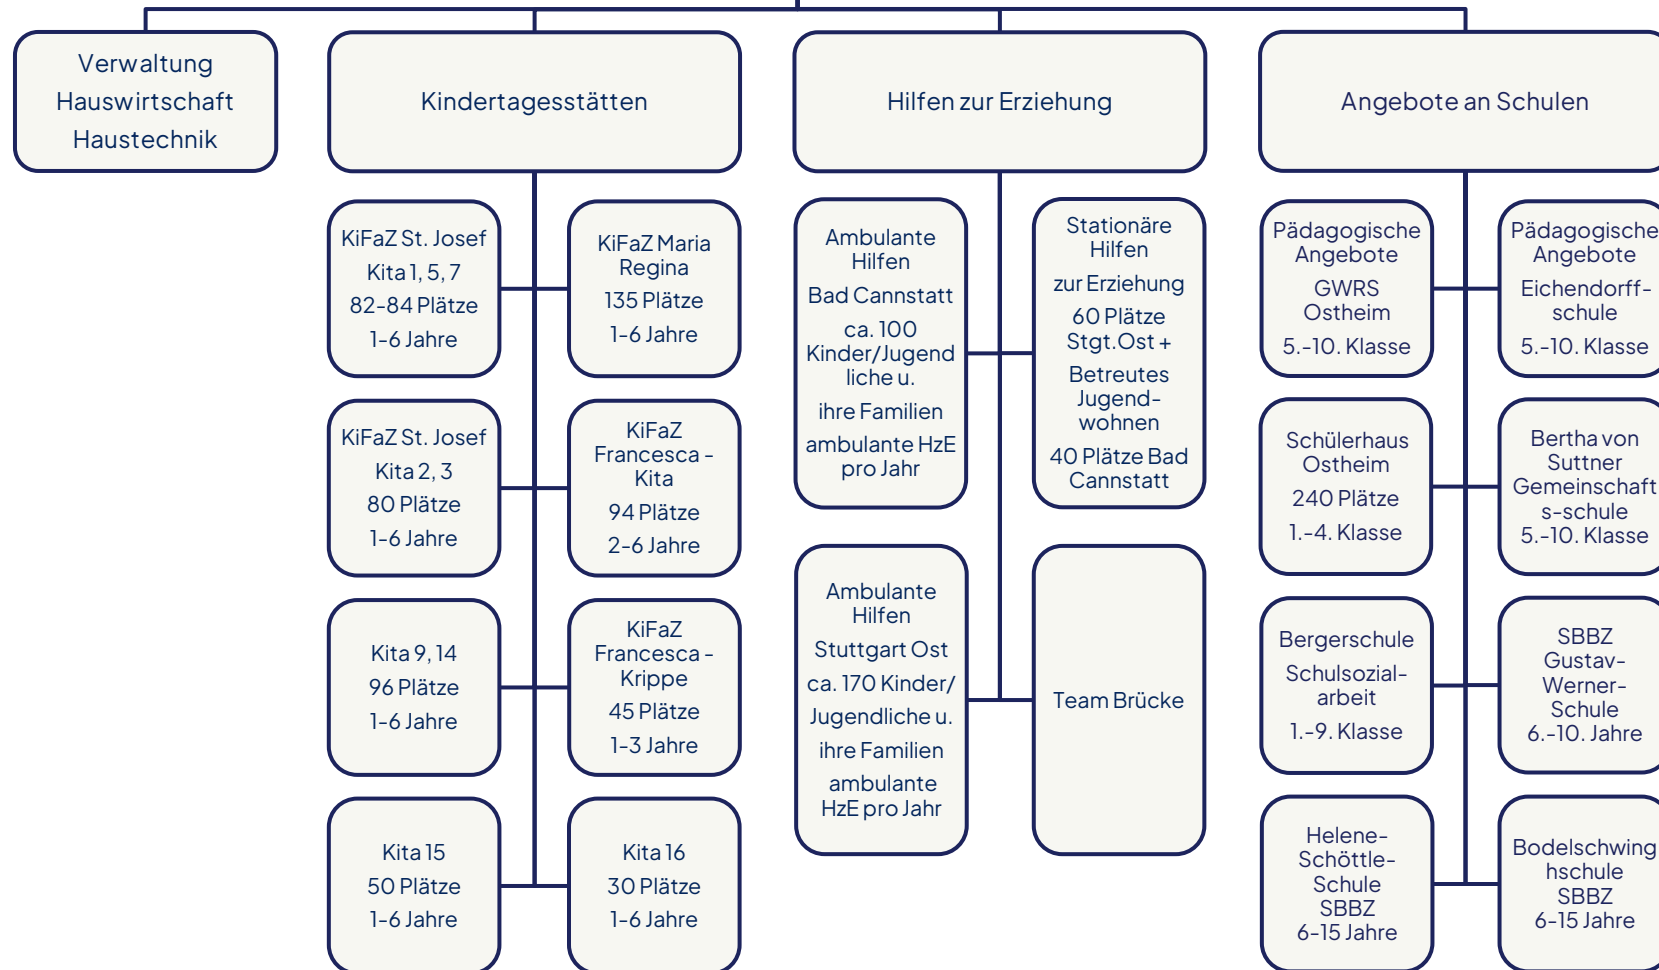 Verwaltung
Hauswirtschaft
Haustechnik
Kindertagesstätten
Hilfen zur Erziehung
Angebote an Schulen
KiFaZ St. Josef
Kita 1, 5, 7
82-84 Plätze
1-6 Jahre
KiFaZ Maria
Regina
135 Plätze
1-6 Jahre
KiFaZ St. Josef
Kita 2, 3
80 Plätze
1-6 Jahre
KiFaZ
Francesca -
Kita
94 Plätze
2-6 Jahre
Kita 9, 14
96 Plätze
1-6 Jahre
KiFaZ
Francesca -
Krippe
45 Plätze
1-3 Jahre
Kita 15
50 Plätze
1-6 Jahre
Kita 16
30 Plätze
1-6 Jahre
Ambulante
Hilfen
Bad Cannstatt
ca. 100
Kinder/Jugend
liche u.
ihre Familien
ambulante HzE
pro Jahr
Stationäre
Hilfen
zur Erziehung
60 Plätze
Stgt.Ost +
Betreutes
Jugend-
wohnen
40 Plätze Bad
Cannstatt
Ambulante
Hilfen
Stuttgart Ost
ca. 170 Kinder/
Jugendliche u.
ihre Familien
ambulante
HzE pro Jahr
Team Brücke
Pädagogische
Angebote
GWRS
Ostheim
5.-10. Klasse
Pädagogische
Angebote
Eichendorff-
schule
5.-10. Klasse
Schülerhaus
Ostheim
240 Plätze
1.-4. Klasse
Bertha von
Suttner
Gemeinschaft
s-schule
5.-10. Klasse
Bergerschule
Schulsozial-
arbeit
1.-9. Klasse
SBBZ
Gustav-
Werner-
Schule
6.-10. Jahre
Helene-
Schöttle-
Schule
SBBZ
6-15 Jahre
Bodelschwing
hschule
SBBZ
6-15 Jahre